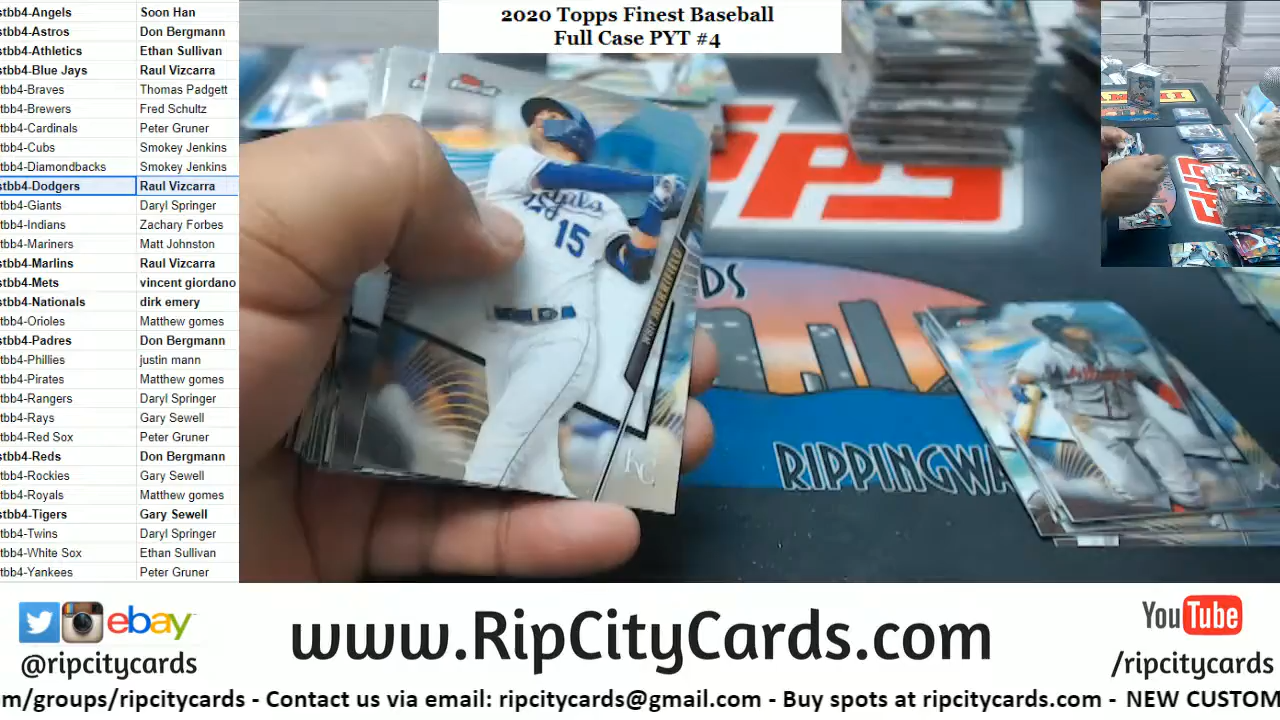 stbb4-Angels Soon Han
stbb4-Astros Don Bergmann
stbb4-Athletics Ethan Sullivan
stbb4-Blue Jays Raul Vizcarra
tbb4-Braves Thomas Padgett
tbb4-Brewers Fred Schultz
tbb4-Cardinals Peter Gruner
tbb4-Cubs Smokey Jenkins
tbb4-Diamondbacks Smokey Jenkins
stbb4-Dodgers Raul Vizcarra
tbb4-Giants Daryl Springer
tbb4-Indians Zachary Forbes
tbb4-Mariners Matt Johnston
stbb4-Marlins Raul Vizcarra
stbb4-Mets vincent giordano
stbb4-Nationals dirk emery
tbb4-Orioles Matthew gomes
stbb4-Padres Don Bergmann
tbb4-Phillies justin mann
tbb4-Pirates Matthew gomes
tbb4-Rangers Daryl Springer
tbb4-Rays Gary Sewell
tbb4-Red Sox Peter Gruner
stbb4-Reds Don Bergmann
tbb4-Rockies Gary Sewell
tbb4-Royals Matthew gomes
stbb4-Tigers Gary Sewell
tbb4-Twins Daryl Springer
tbb4-White Sox Ethan Sullivan
tbb4-Yankees Peter Gruner
2020 Topps Finest Baseball
Full Case PYT #4
Royals
15
WHIT MERRIFIELD
KC
PPS
DS
RIPPINGWA
ebay
@ripcitycards
www.RipCityCards.com
YouTube
/ripcitycards
m/groups/ripcitycards - Contact us via email: ripcitycards@gmail.com - Buy spots at ripcitycards.com - NEW CUSTOM